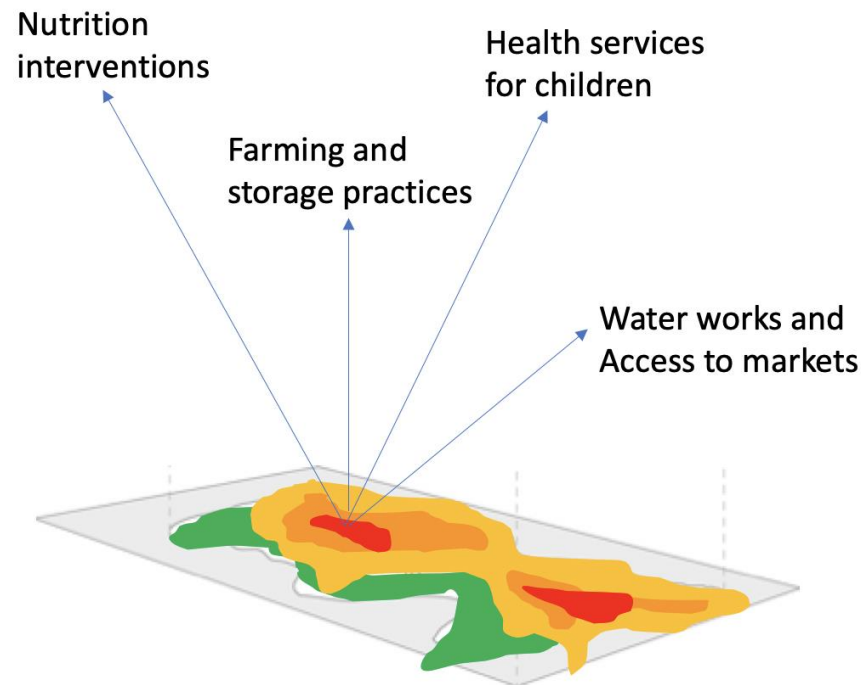 Nutrition
interventions
Health services
for children
Farming and
storage practices
Water works and
Access to markets